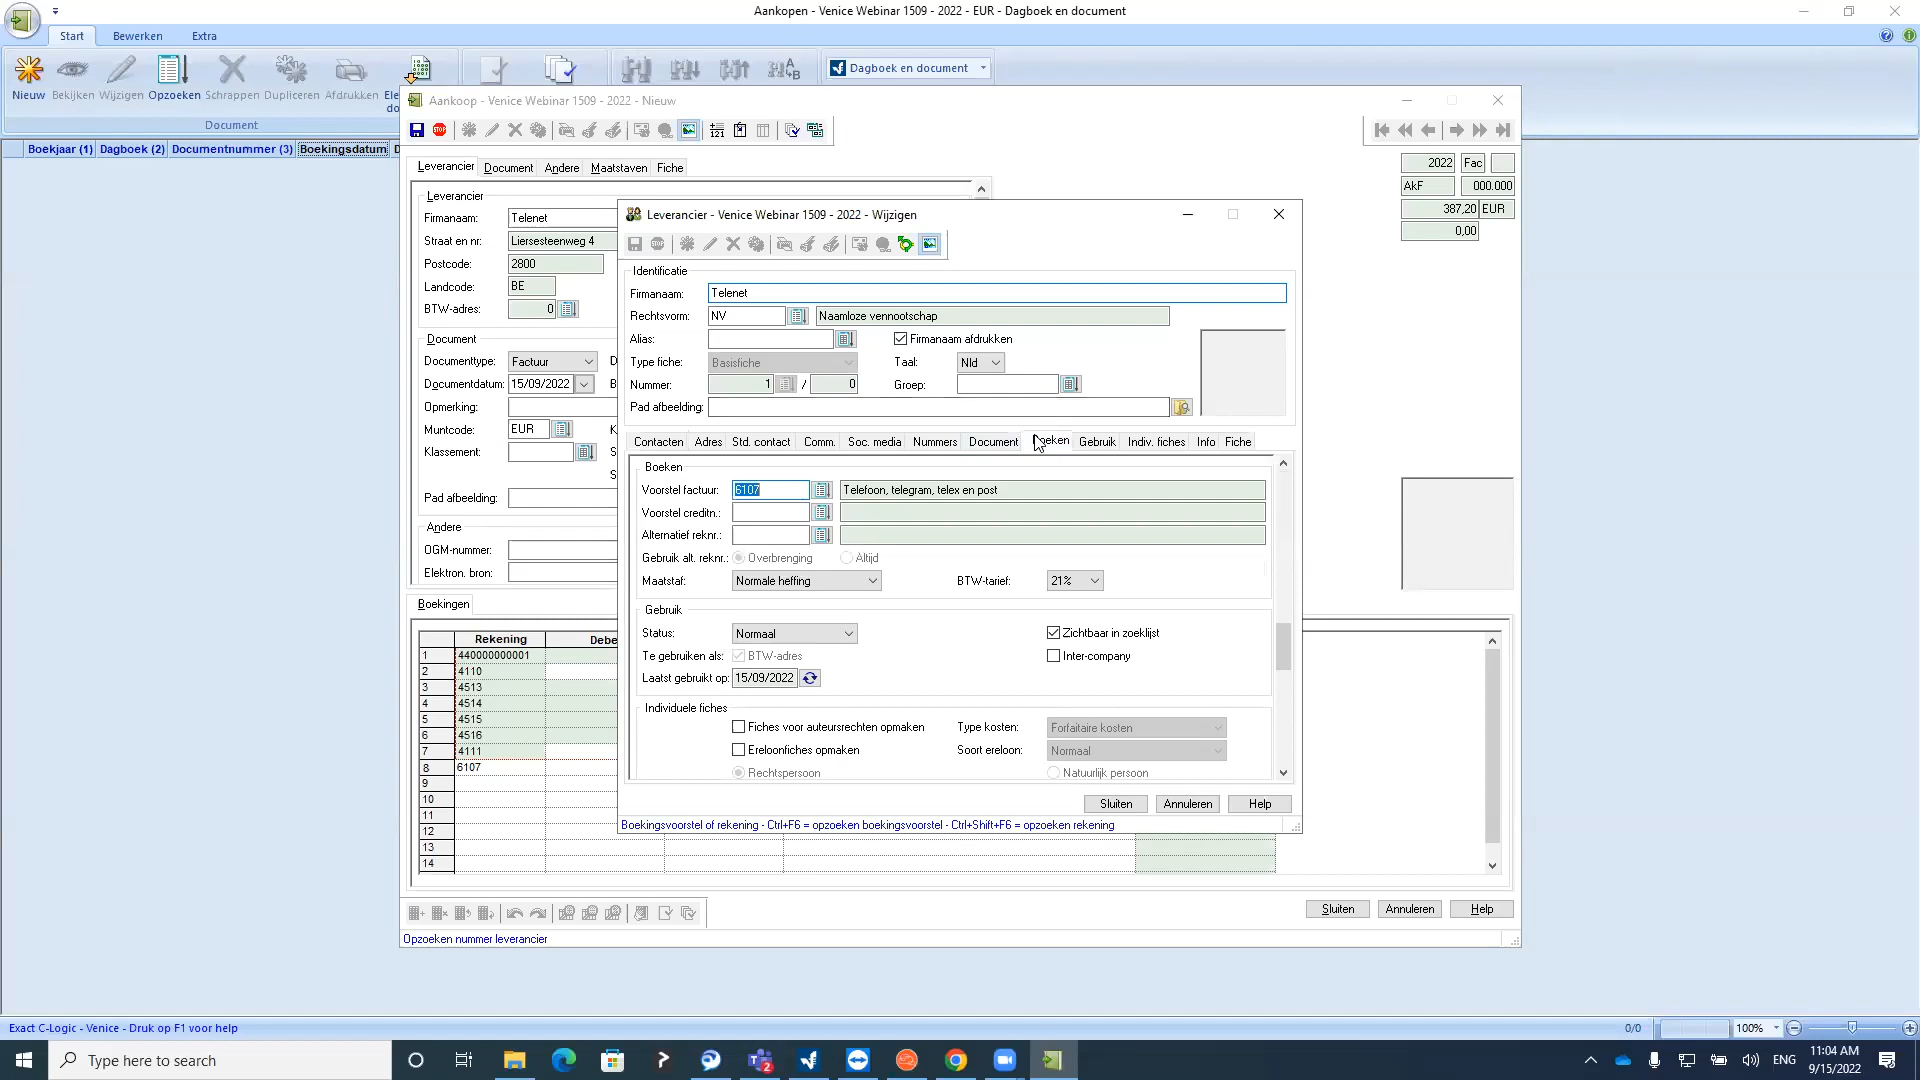 Aankopen - Venice Webinar 1509 - 2022 - EUR - Dagboek en document
Start Bewerken Extra
Nieuw Bekijken Wijzigen Opzoeken Schrappen Dupliceren Afdrukken
Dagboek en document
Document
Boekjaar (1) Dagboek (2) Documentnummer (3) Boekingsdatum
Aankoop - Venice Webinar 1509 - 2022 - Nieuw
Leverancier Document Andere Maatstaven Fiche
2022 Fac
AkF 000.000
387,20 EUR
0,00
Leverancier
Firmanaam: Telenet
Straat en nr: Liersesteenweg 4
Postcode: 2800
Landcode: BE
BTW-adres: 0
Document
Documenttype: Factuur D
Documentdatum: 15/09/2022 B
Opmerking:
Muntcode: EUR K
Klassement: S
S
Pad afbeelding:
Andere
OGM-nummer:
Elektron. bron:
Boekingen
Rekening Debe
1 440000000001
2 4110
3 4513
4 4514
5 4515
6 4516
7 4111
8 6107
9
10
11
12
13
14
Leverancier - Venice Webinar 1509 - 2022 - Wijzigen
Identificatie
Firmanaam: Telenet
Rechtsvorm: NV Naamloze vennootschap
Alias: Firmanaam afdrukken
Type fiche: Basisfiche Taal: Nld
Nummer: 1 / 0 Groep:
Pad afbeelding:
Contacten Adres Std. contact Comm. Soc. media Nummers Document Boeken Gebruik Indiv. fiches Info Fiche
Boeken
Voorstel factuur: 6107 Telefoon, telegram, telex en post
Voorstel creditn.:
Alternatief reknr.:
Gebruik alt. reknr.: Overbrenging Altijd
Maatstaf: Normale heffing BTW-tarief: 21%
Gebruik
Status: Normaal Zichtbaar in zoeklijst
Te gebruiken als: BTW-adres Inter-company
Laatst gebruikt op: 15/09/2022
Individuele fiches
Fiches voor auteursrechten opmaken Type kosten: Forfaitaire kosten
Ereloonfiches opmaken Soort ereloon: Normaal
Rechtspersoon Natuurlijk persoon
Sluiten Annuleren Help
Boekingsvoorstel of rekening - Ctrl+F6 = opzoeken boekingsvoorstel - Ctrl+Shift+F6 = opzoeken rekening
Sluiten Annuleren Help
Opzoeken nummer leverancier
Exact C-Logic - Venice - Druk op F1 voor help 0/0 100%
Type here to search
ENG 11:04 AM
9/15/2022